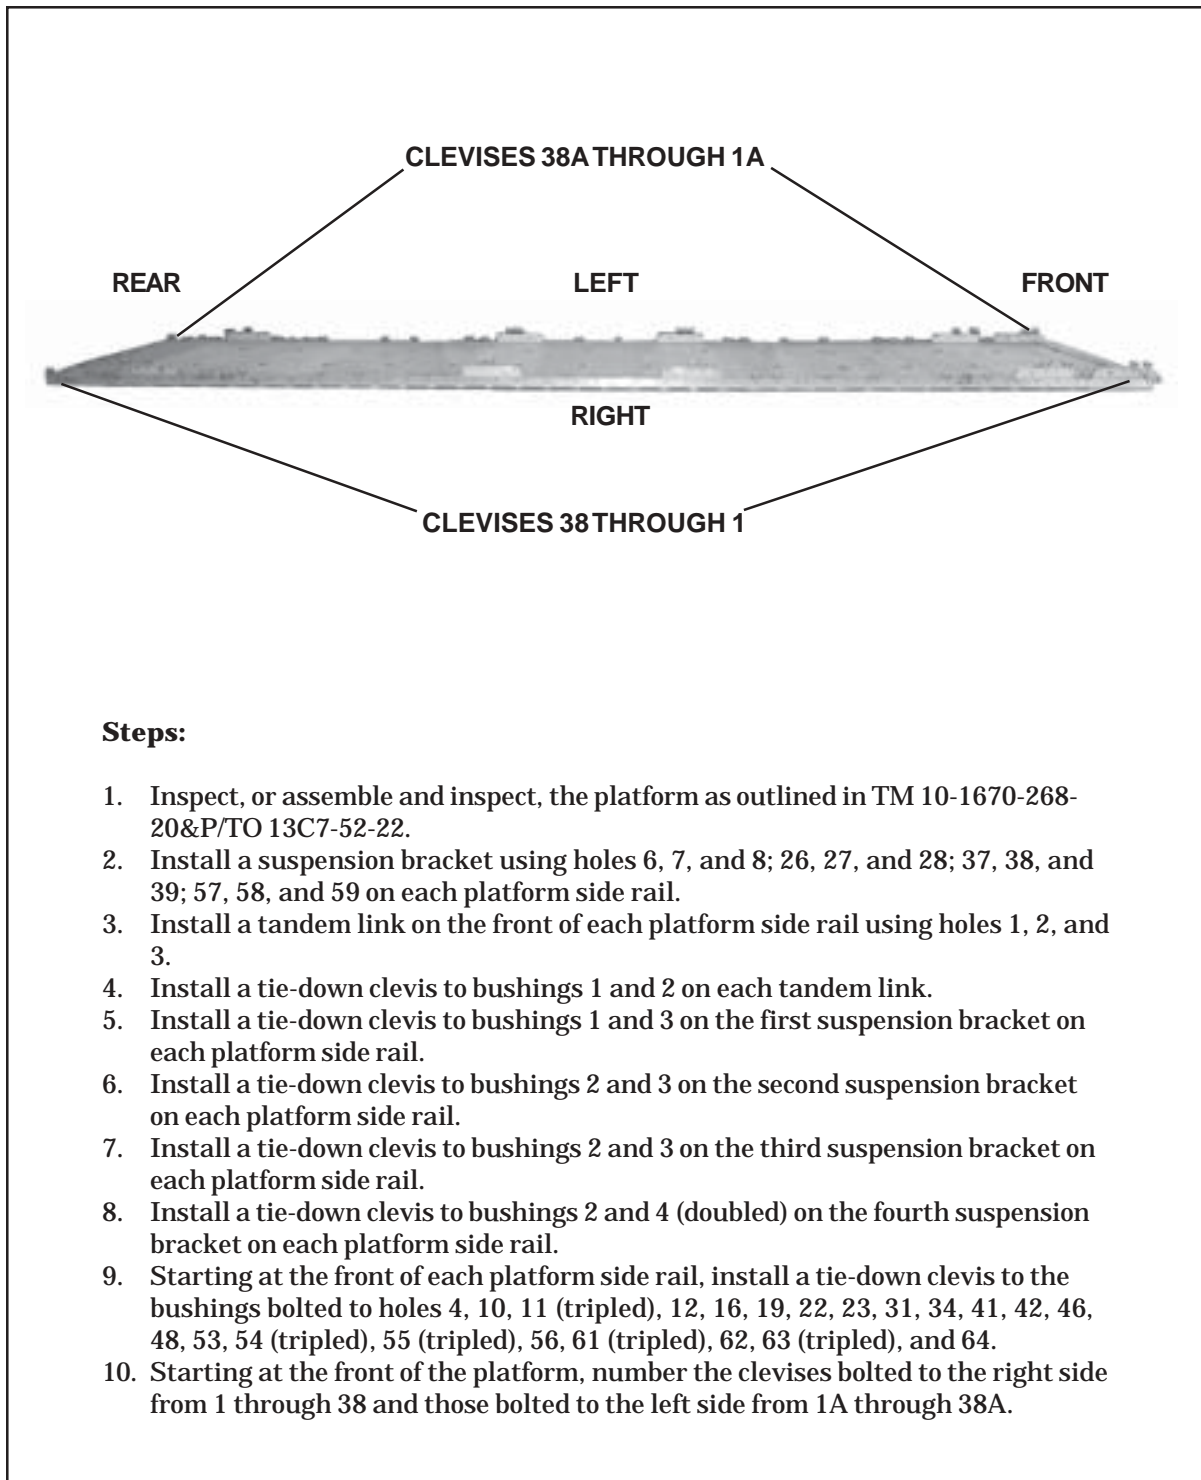 CLEVISES 38A THROUGH 1A
REAR
LEFT
FRONT
RIGHT
CLEVISES 38 THROUGH 1
Steps:
1. Inspect, or assemble and inspect, the platform as outlined in TM 10-1670-268-
20&P/TO 13C7-52-22.
2. Install a suspension bracket using holes 6, 7, and 8; 26, 27, and 28; 37, 38, and
39; 57, 58, and 59 on each platform side rail.
3. Install a tandem link on the front of each platform side rail using holes 1, 2, and
3.
4. Install a tie-down clevis to bushings 1 and 2 on each tandem link.
5. Install a tie-down clevis to bushings 1 and 3 on the first suspension bracket on
each platform side rail.
6. Install a tie-down clevis to bushings 2 and 3 on the second suspension bracket
on each platform side rail.
7. Install a tie-down clevis to bushings 2 and 3 on the third suspension bracket on
each platform side rail.
8. Install a tie-down clevis to bushings 2 and 4 (doubled) on the fourth suspension
bracket on each platform side rail.
9. Starting at the front of each platform side rail, install a tie-down clevis to the
bushings bolted to holes 4, 10, 11 (tripled), 12, 16, 19, 22, 23, 31, 34, 41, 42, 46,
48, 53, 54 (tripled), 55 (tripled), 56, 61 (tripled), 62, 63 (tripled), and 64.
10. Starting at the front of the platform, number the clevises bolted to the right side
from 1 through 38 and those bolted to the left side from 1A through 38A.